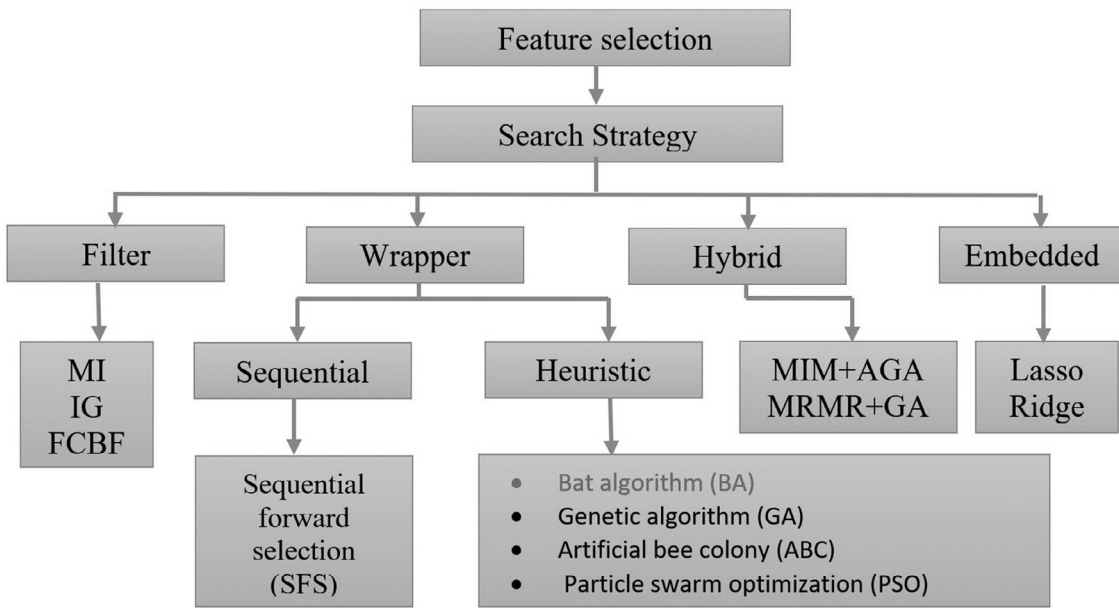 Feature selection
Search Strategy
Filter
Wrapper
Hybrid
Embedded
MI
IG
FCBF
Sequential
Heuristic
MIM+AGA
MRMR+GA
Lasso
Ridge
Sequential
forward
selection
(SFS)
• Bat algorithm (BA)
• Genetic algorithm (GA)
• Artificial bee colony (ABC)
• Particle swarm optimization (PSO)